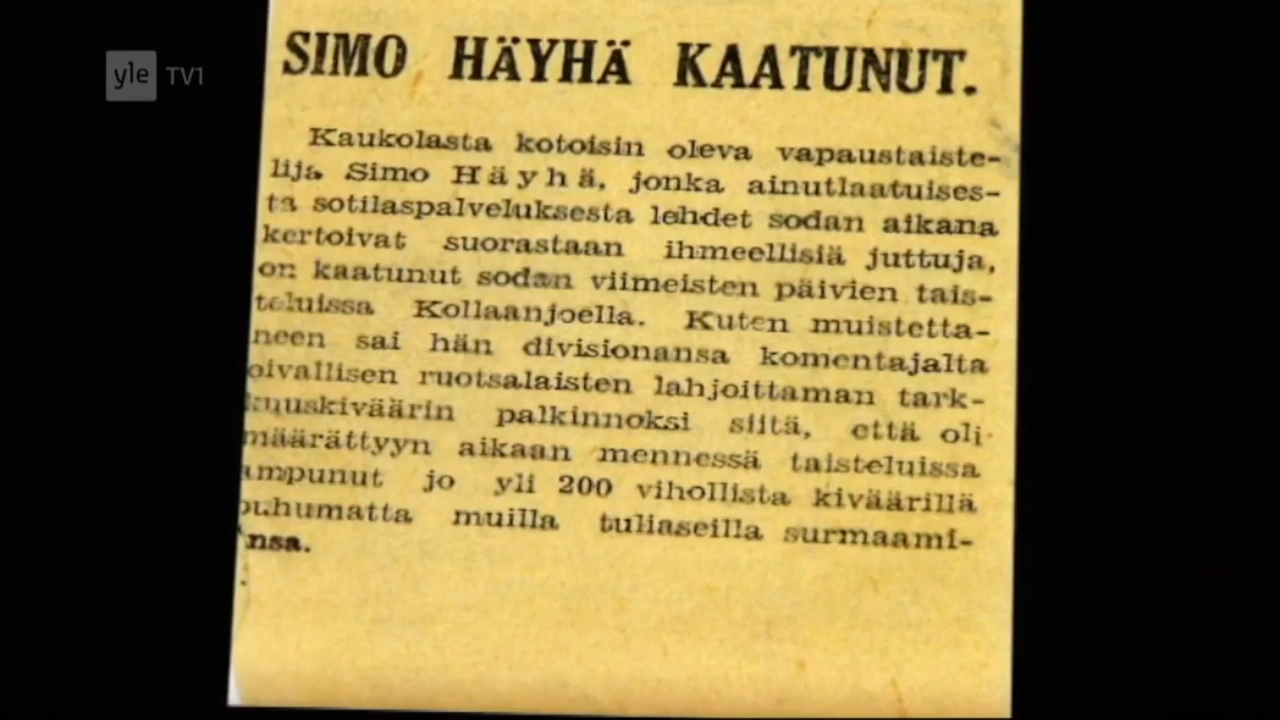 yle TV1
SIMO HÄYHÄ KAATUNUT.
Kaukolasta kotoisin oleva vapaustaiste-
lija Simo Häyhä, jonka ainutlaatuises-
ta sotilaspalveluksesta lehdet sodan aikana
kertoivat suorastaan ihmeellisiä juttuja,
on kaatunut sodan viimeisten päivien tais-
teluissa Kollaanjoella. Kuten muistetta-
neen sai hän divisionansa komentajalta
oivallisen ruotsalaisten lahjoittaman tark-
kuuskiväärin palkinnoksi siitä, että oli
määrättyyn aikaan mennessä taisteluissa
ampunut jo yli 200 vihollista kiväärillä
puhumatta muilla tuliaseilla surmaami-
nsa.